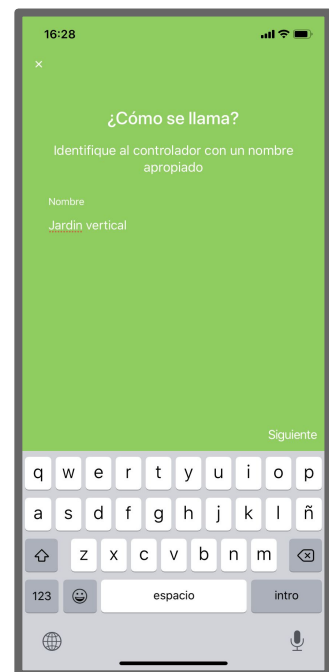 16:28
×
¿Cómo se llama?
Identifique al controlador con un nombre
apropiado
Nombre
Jardin vertical
Siguiente
q w e r t y u i o p
a s d f g h j k l ñ
z x c v b n m
123 espacio intro